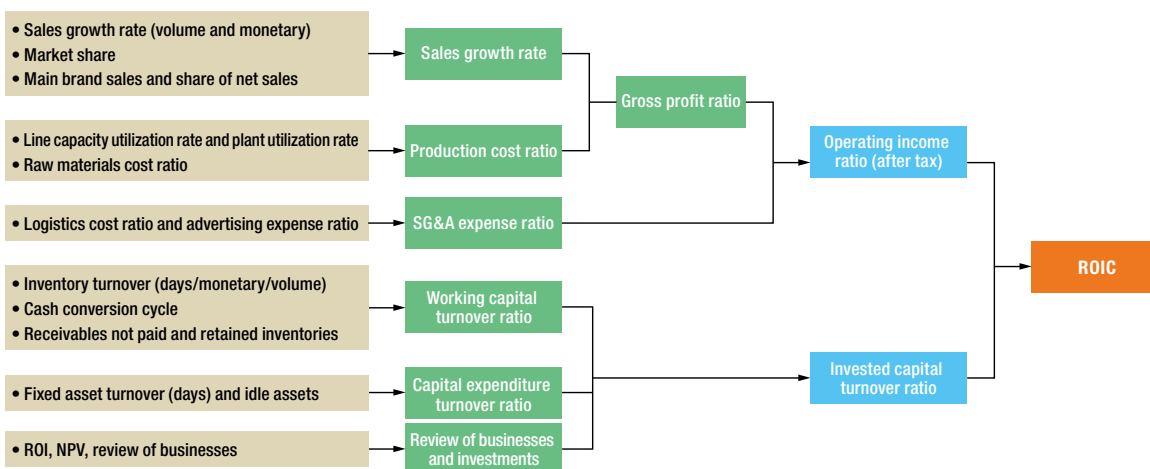 • Sales growth rate (volume and monetary)
• Market share
• Main brand sales and share of net sales
Sales growth rate
Gross profit ratio
• Line capacity utilization rate and plant utilization rate
• Raw materials cost ratio
Production cost ratio
Operating income
ratio (after tax)
• Logistics cost ratio and advertising expense ratio
SG&A expense ratio
ROIC
• Inventory turnover (days/monetary/volume)
• Cash conversion cycle
• Receivables not paid and retained inventories
Working capital
turnover ratio
• Fixed asset turnover (days) and idle assets
Capital expenditure
turnover ratio
Invested capital
turnover ratio
• ROI, NPV, review of businesses
Review of businesses
and investments